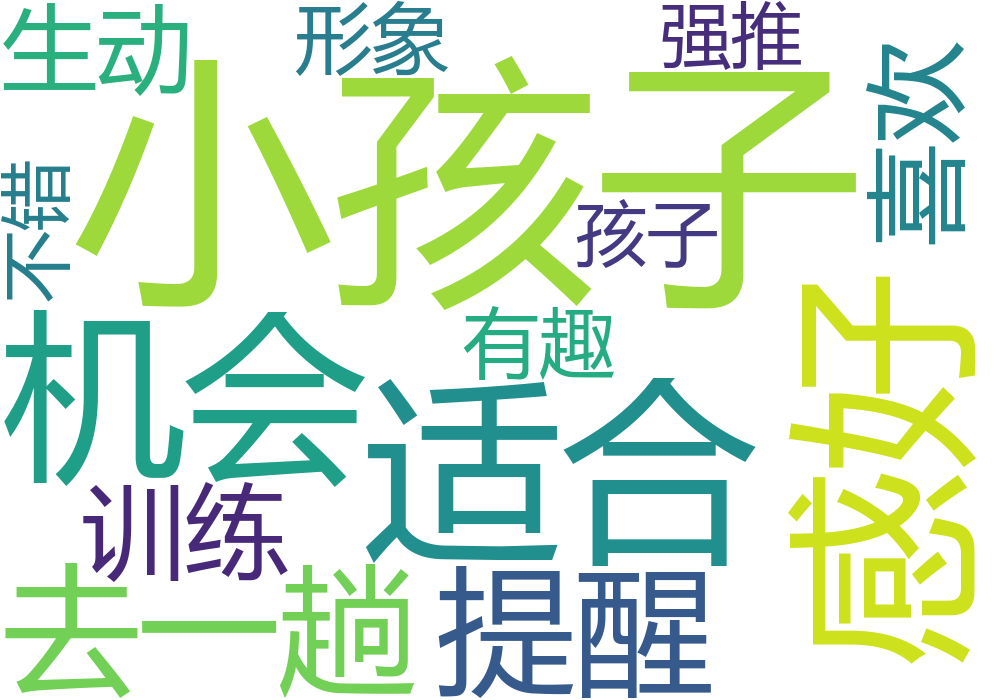 生动
形象
强推
小孩子
喜欢
不错
孩子
感好
机会
有趣
适合
训练
去一趟
提醒